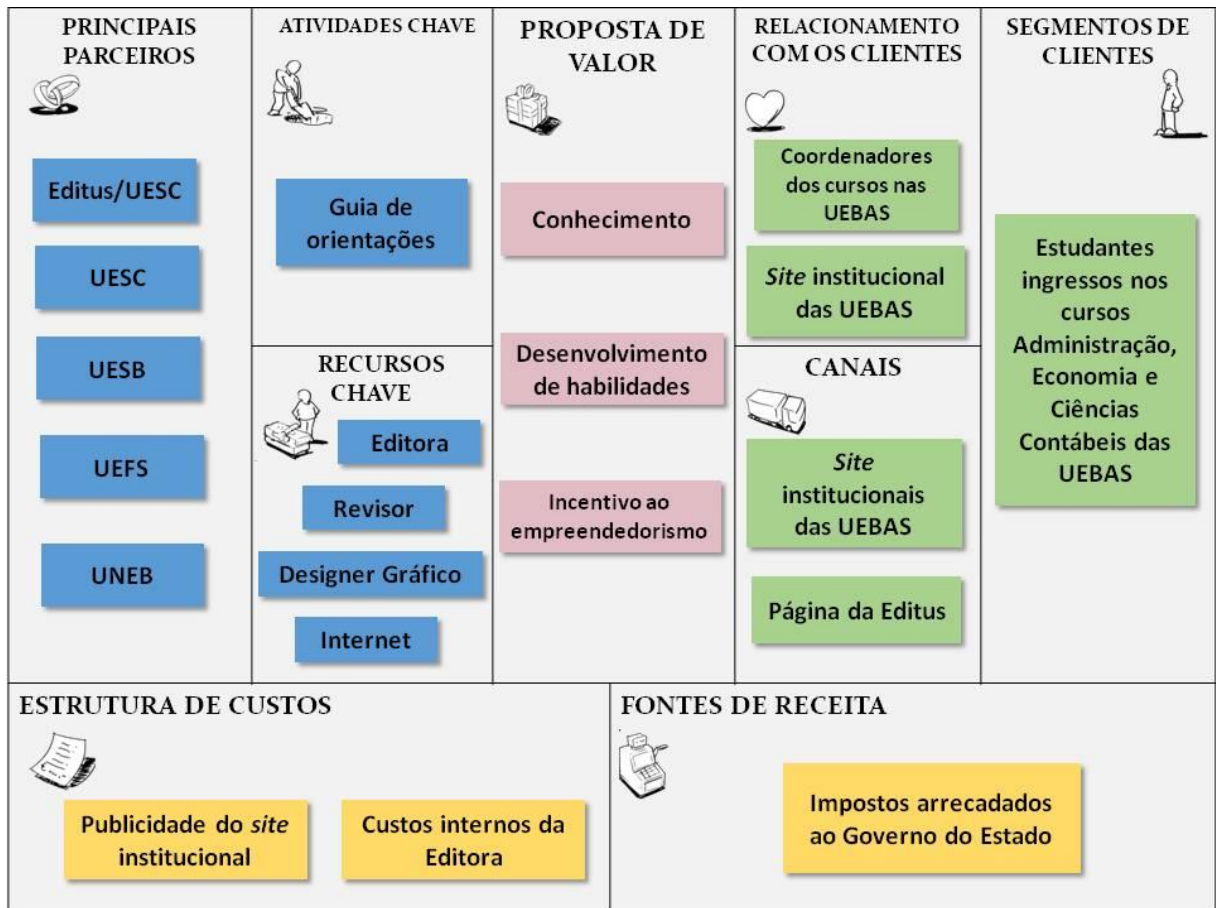 PRINCIPAIS
PARCEIROS
Editus/UESC
UESC
UESB
UEFS
UNEB
ATIVIDADES CHAVE
Guia de
orientações
RECURSOS
CHAVE
Editora
Revisor
Designer Gráfico
Internet
PROPOSTA DE
VALOR
Conhecimento
Desenvolvimento
de habilidades
Incentivo ao
empreendedorismo
RELACIONAMENTO
COM OS CLIENTES
Coordenadores
dos cursos nas
UEBAS
Site institucional
das UEBAS
CANAIS
Site
institucionais
das UEBAS
Página da Editus
SEGMENTOS DE
CLIENTES
Estudantes
ingressos nos
cursos
Administração,
Economia e
Ciências
Contábeis das
UEBAS
ESTRUTURA DE CUSTOS
Publicidade do site
institucional
Custos internos da
Editora
FONTES DE RECEITA
Impostos arrecadados
ao Governo do Estado